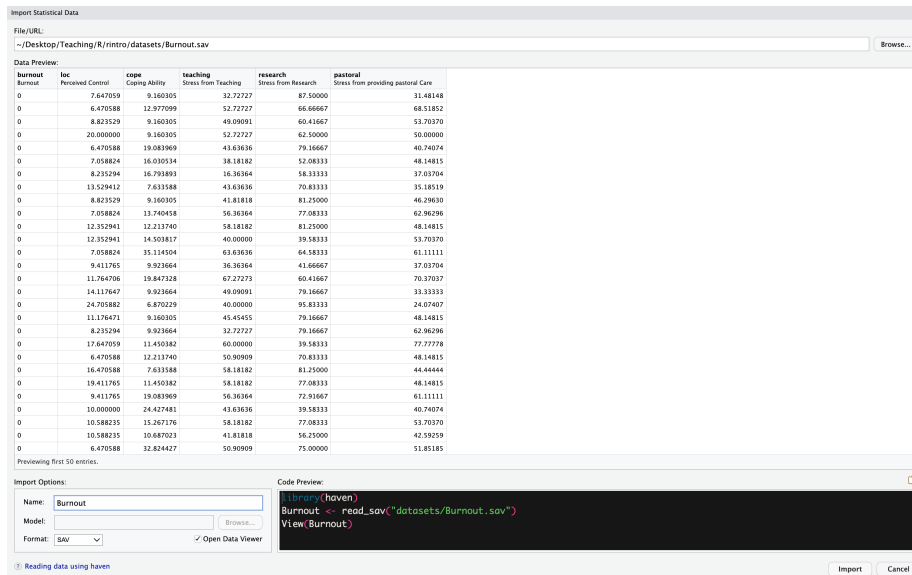 Import Statistical Data
File/URL:
~/Desktop/Teaching/R/rintro/datasets/Burnout.sav Browse...
Data Preview:
burnout loc cope teaching research pastoral
Burnout Perceived Control Coping Ability Stress from Teaching Stress from Research Stress from providing pastoral Care
0 7.647059 9.160305 32.72727 87.50000 31.48148
0 6.470588 12.977099 52.72727 66.66667 68.51852
0 8.823529 9.160305 49.09091 60.41667 53.70370
0 20.000000 9.160305 52.72727 62.50000 50.00000
0 6.470588 19.083969 43.63636 79.16667 40.74074
0 7.058824 16.030534 38.18182 52.08333 48.14815
0 8.235294 16.793893 16.36364 58.33333 37.03704
0 13.529412 7.633588 43.63636 70.83333 35.18519
0 8.823529 9.160305 41.81818 81.25000 46.29630
0 7.058824 13.740458 56.36364 77.08333 62.96296
0 12.352941 12.213740 58.18182 81.25000 48.14815
0 12.352941 14.503817 40.00000 39.58333 53.70370
0 7.058824 35.114504 63.63636 64.58333 61.11111
0 9.411765 9.923664 36.36364 41.66667 37.03704
0 11.764706 19.847328 67.27273 60.41667 70.37037
0 14.117647 9.923664 49.09091 79.16667 33.33333
0 24.705882 6.870229 40.00000 95.83333 24.07407
0 11.176471 9.160305 45.45455 79.16667 48.14815
0 8.235294 9.923664 32.72727 79.16667 62.96296
0 17.647059 11.450382 60.00000 39.58333 77.77778
0 6.470588 12.213740 50.90909 70.83333 48.14815
0 16.470588 7.633588 58.18182 81.25000 44.44444
0 19.411765 11.450382 58.18182 77.08333 48.14815
0 9.411765 19.083969 56.36364 72.91667 61.11111
0 10.000000 24.427481 43.63636 39.58333 40.74074
0 10.588235 15.267176 58.18182 77.08333 53.70370
0 10.588235 10.687023 41.81818 56.25000 42.59259
0 6.470588 32.824427 50.90909 75.00000 51.85185
Previewing first 50 entries.
Import Options: Code Preview:
Name: Burnout
Model: Browse...
Format: SAV Open Data Viewer
library(haven)
Burnout <- read_sav("datasets/Burnout.sav")
View(Burnout)
? Reading data using haven
Import Cancel